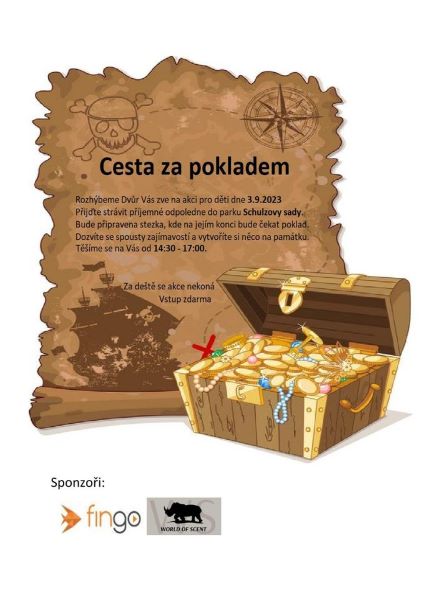 Cesta za pokladem
Rozhýbeme Dvůr Vás zve na akci pro děti dne 3.9.2023
Přijďte strávit příjemné odpoledne do parku Schulzovy sady.
Bude připravena stezka, kde na jejím konci bude čekat poklad.
Dozvíte se spousty zajímavostí a vytvoříte si něco na památku.
Těšíme se na Vás od 14:30 - 17:00.
Za deště se akce nekoná
Vstup zdarma
Sponzoři:
fingo
WS
WORLD OF SCENT